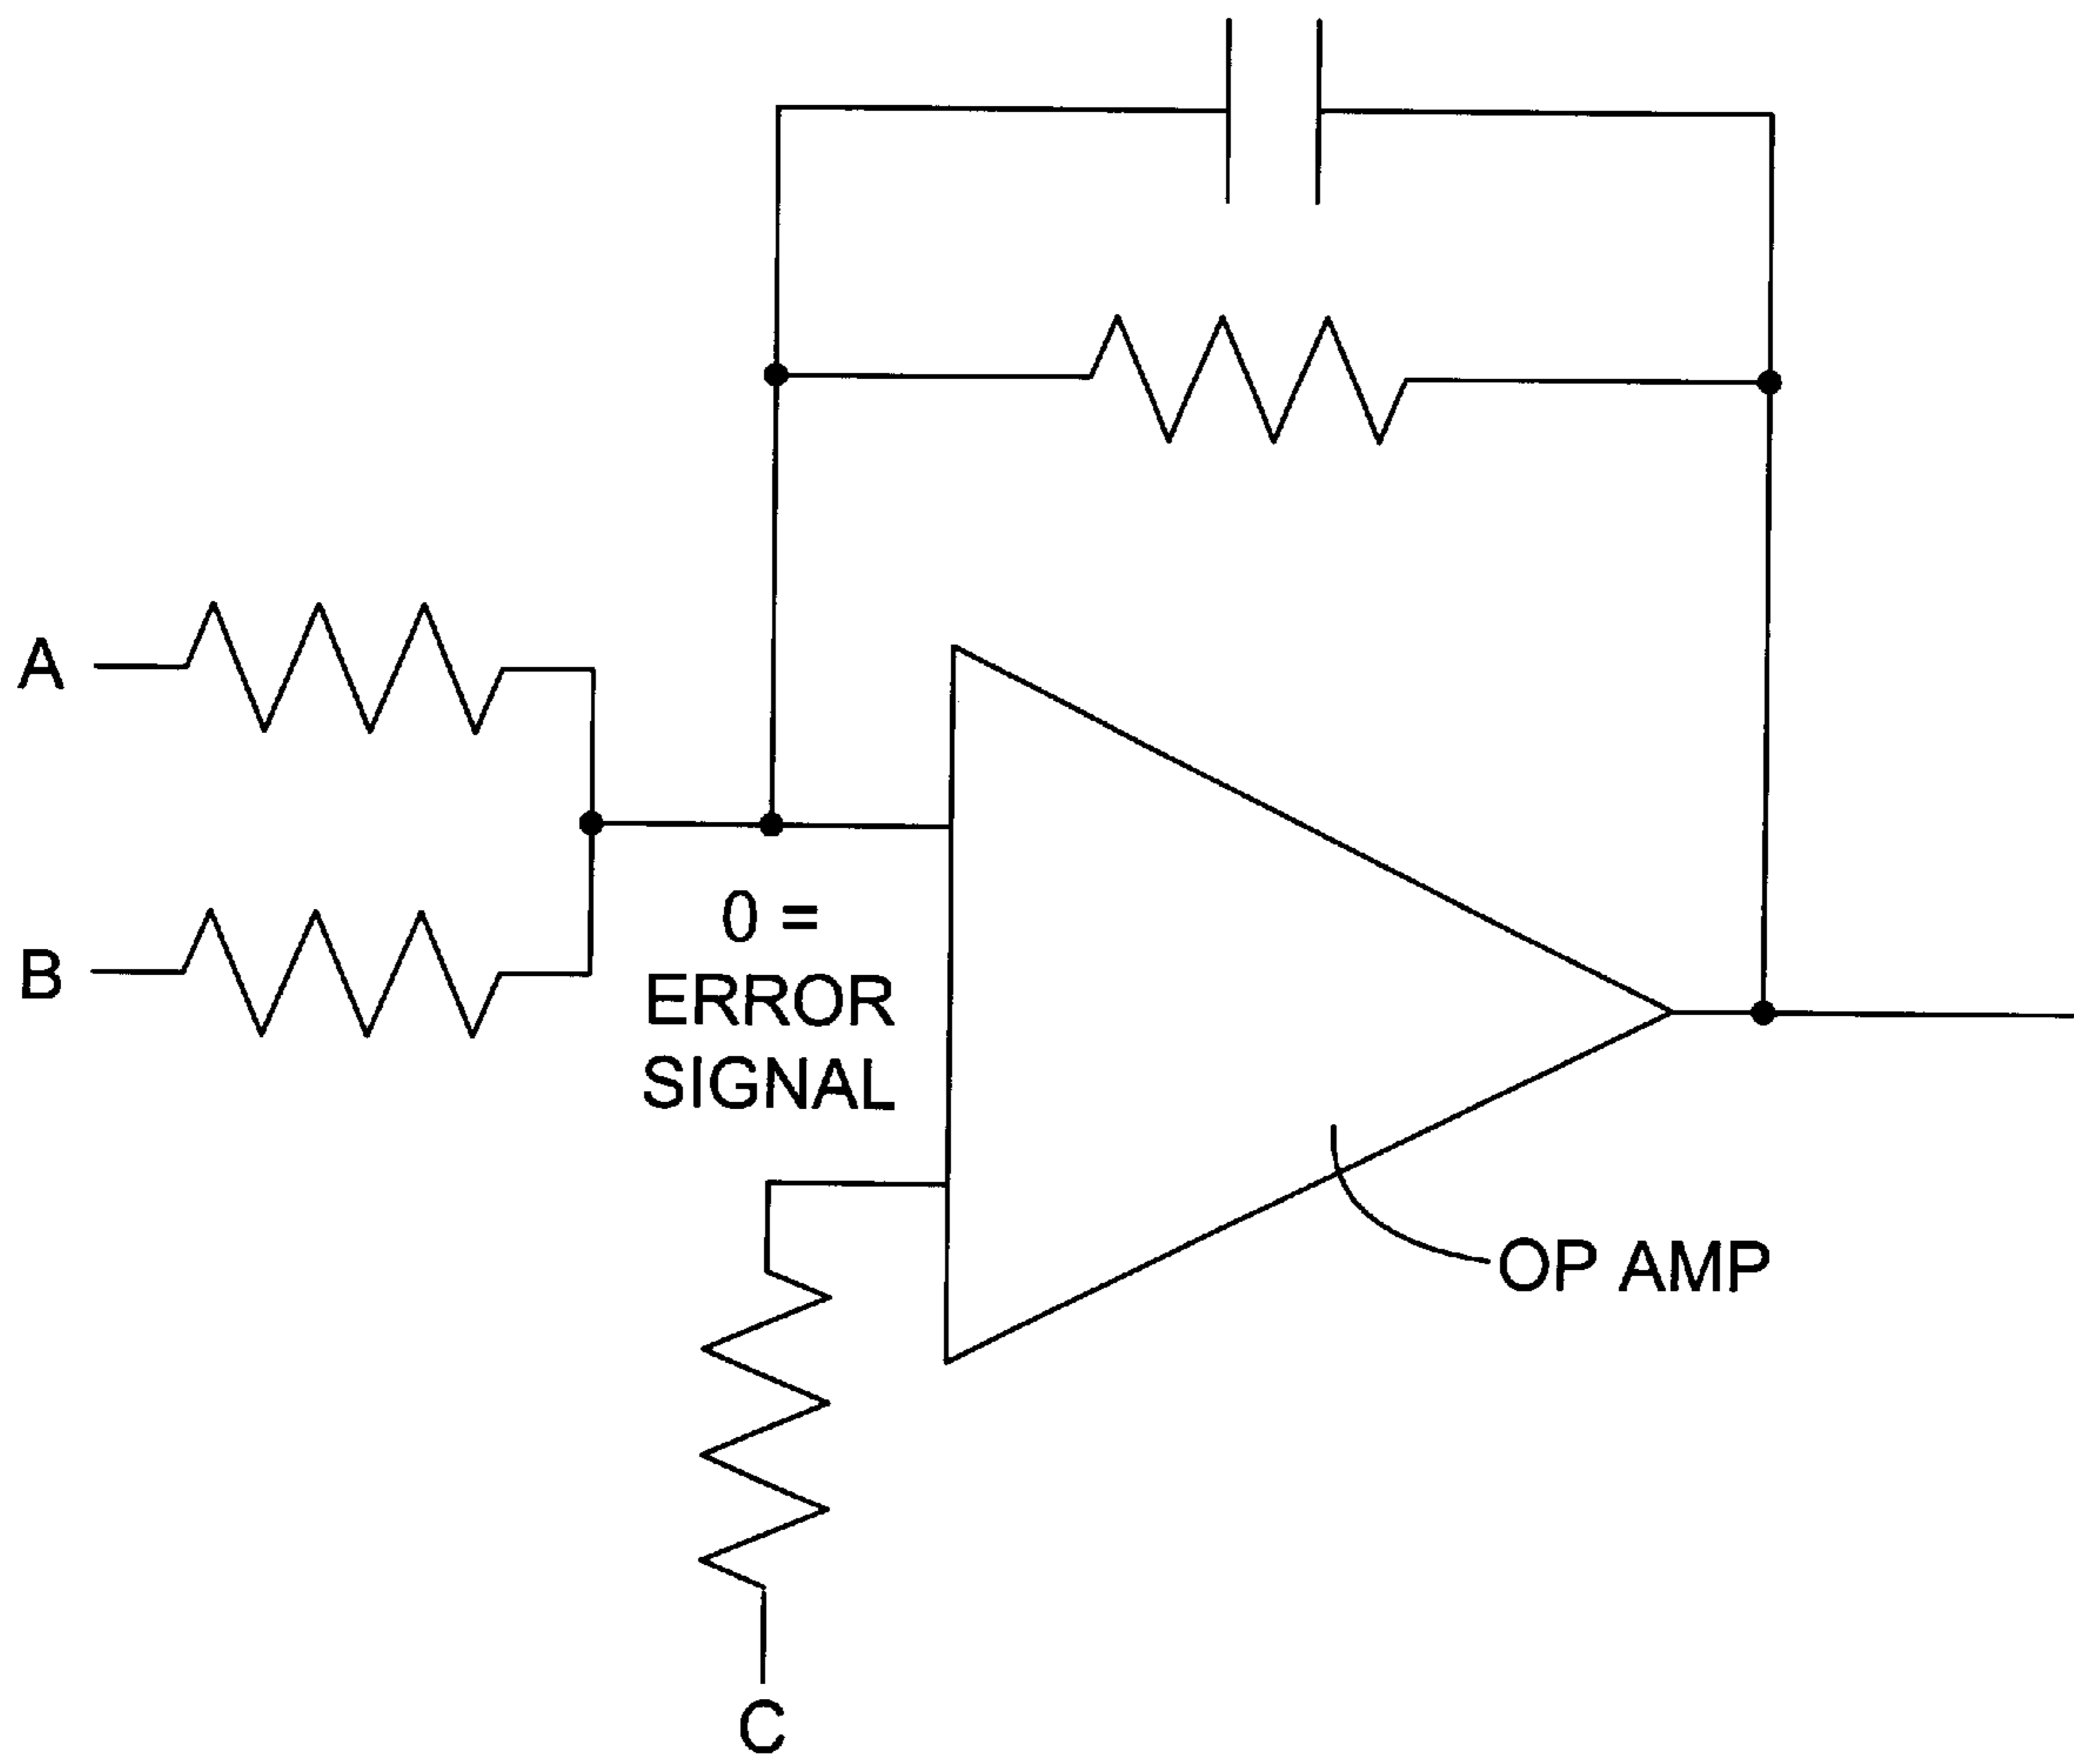 A
B
0 =
ERROR
SIGNAL
OP AMP
C